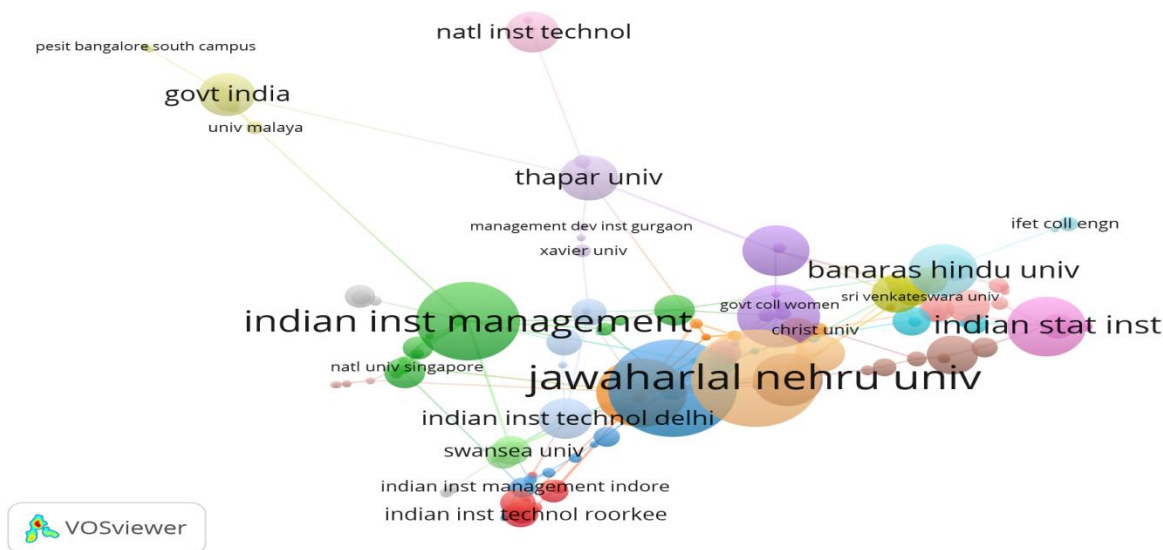 natl inst technol
pesit bangalore south campus
govt india
univ malaya
thapar univ
management dev inst gurgaon
ifet coll engn
xavier univ
banaras hindu univ
sri venkateswara univ
govt coll women
indian inst management
christ univ
indian stat inst
natl univ singapore
jawaharlal nehru univ
indian inst technol delhi
swansea univ
indian inst management indore
indian inst technol roorkee
VOSviewer